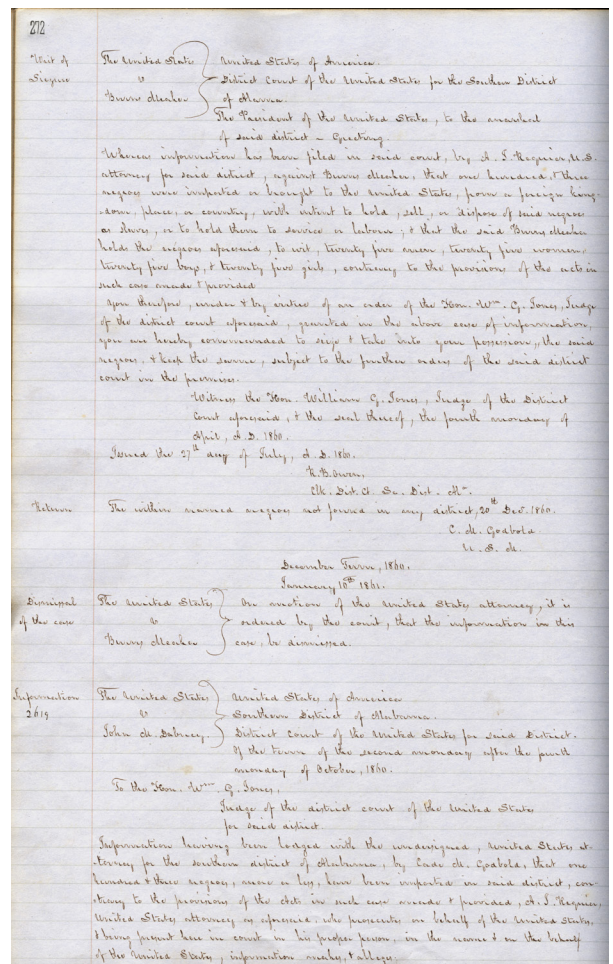 272
Writ of
Siezure
The United States
v
Burns Meaher
United States of America.
District Court of the United States for the Southern District
of Alabama.
The President of the United States, to the marshal
of said district – Greeting.
Whereas information has been filed in said court, by A. J. Requier, U.S.
attorney for said district, against Burns Meaher, that one hundred & three
negroes were imported or brought to the United States, from a foreign king-
-dom, place, or country, with intent to hold, sell, or dispose of said negroes
as slaves, or to hold them to service or labour; & that the said Burns Meaher
holds the negroes aforesaid, to wit, twenty five men, twenty five women,
twenty five boys, & twenty five girls, contrary to the provisions of the acts in
such case made & provided
You therefore, under & by virtue of an order of the Hon. Wm. G. Jones, Judge
of the district court aforesaid, granted in the above case of information,
you are hereby commanded to seize & take into your possession, the said
negroes, & keep the same, subject to the further orders of the said district
court in the premises.
Witness the Hon. William G. Jones, Judge of the District
Court aforesaid, & the seal thereof, the fourth monday of
April, A.D. 1860.
Issued the 27th day of July, A.D. 1860.
R. B. Owen,
Clk. Dist. Ct. So. Dist. Ala.
Return
The within named negroes not found in my district, 20th Dec. 1860.
C. M. Godbold
U. S. M.
December Term, 1860.
January 10th 1861.
Dismissal
of the case
The United States
v
Burns Meaher
On motion of the United States attorney, it is
ordered by the court, that the information in this
case, be dismissed.
Information
2619
The United States
v
John M. Dabney
United States of America
Southern District of Alabama.
District Court of the United States for said District.
Of the term of the second monday after the fourth
monday of October, 1860.
To the Hon. Wm. G. Jones,
Judge of the district court of the United States
for said district.
Information having been lodged with the undersigned, United States at-
-torney for the southern district of Alabama, by Cade M. Godbold, that one
hundred & three negroes, more or less, have been imported in said district, con-
-trary to the provisions of the Acts in such case made & provided, A. J. Requier,
United States attorney as aforesaid, who prosecutes on behalf of the United States,
& being present here in court in his proper person, in the name & on the behalf
of the United States, information makes, & alleges,